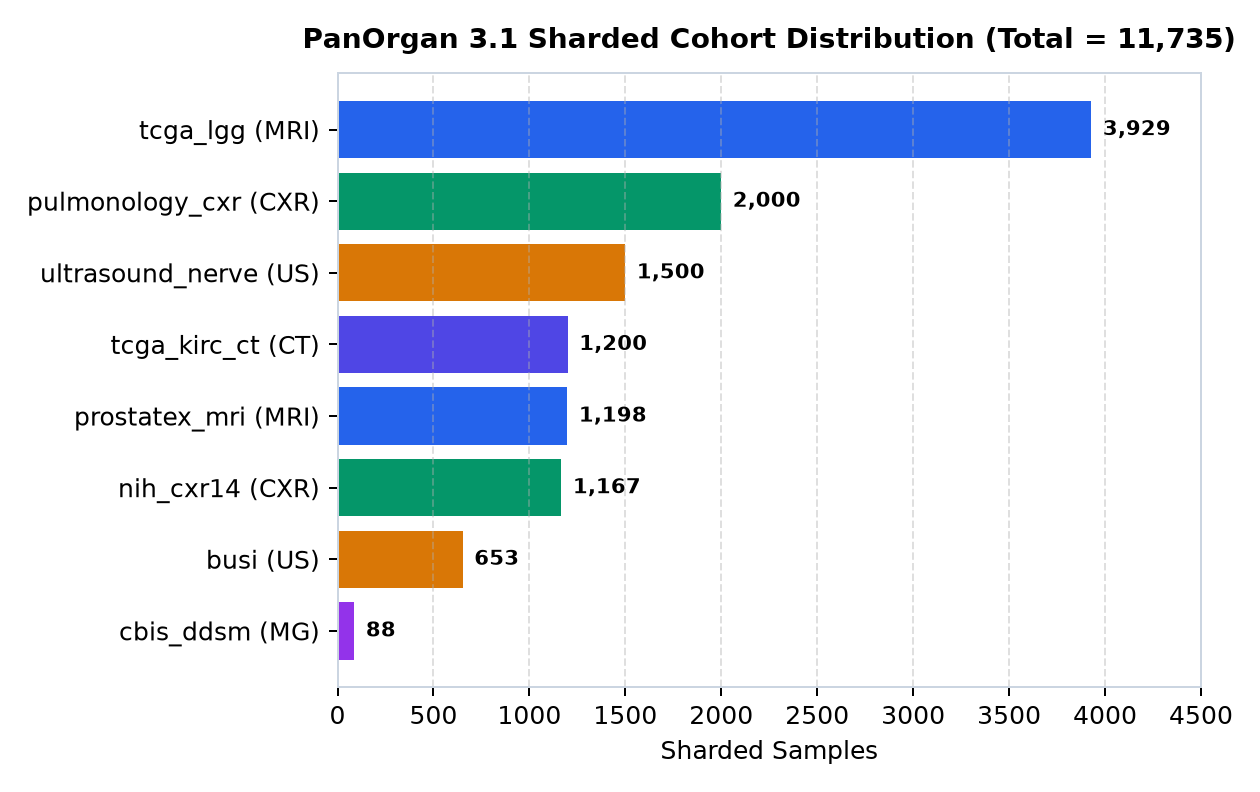 PanOrgan 3.1 Sharded Cohort Distribution (Total = 11,735)
tcga_lgg (MRI) 3,929
pulmonology_cxr (CXR) 2,000
ultrasound_nerve (US) 1,500
tcga_kirc_ct (CT) 1,200
prostatex_mri (MRI) 1,198
nih_cxr14 (CXR) 1,167
busi (US) 653
cbis_ddsm (MG) 88
0 500 1000 1500 2000 2500 3000 3500 4000 4500
Sharded Samples